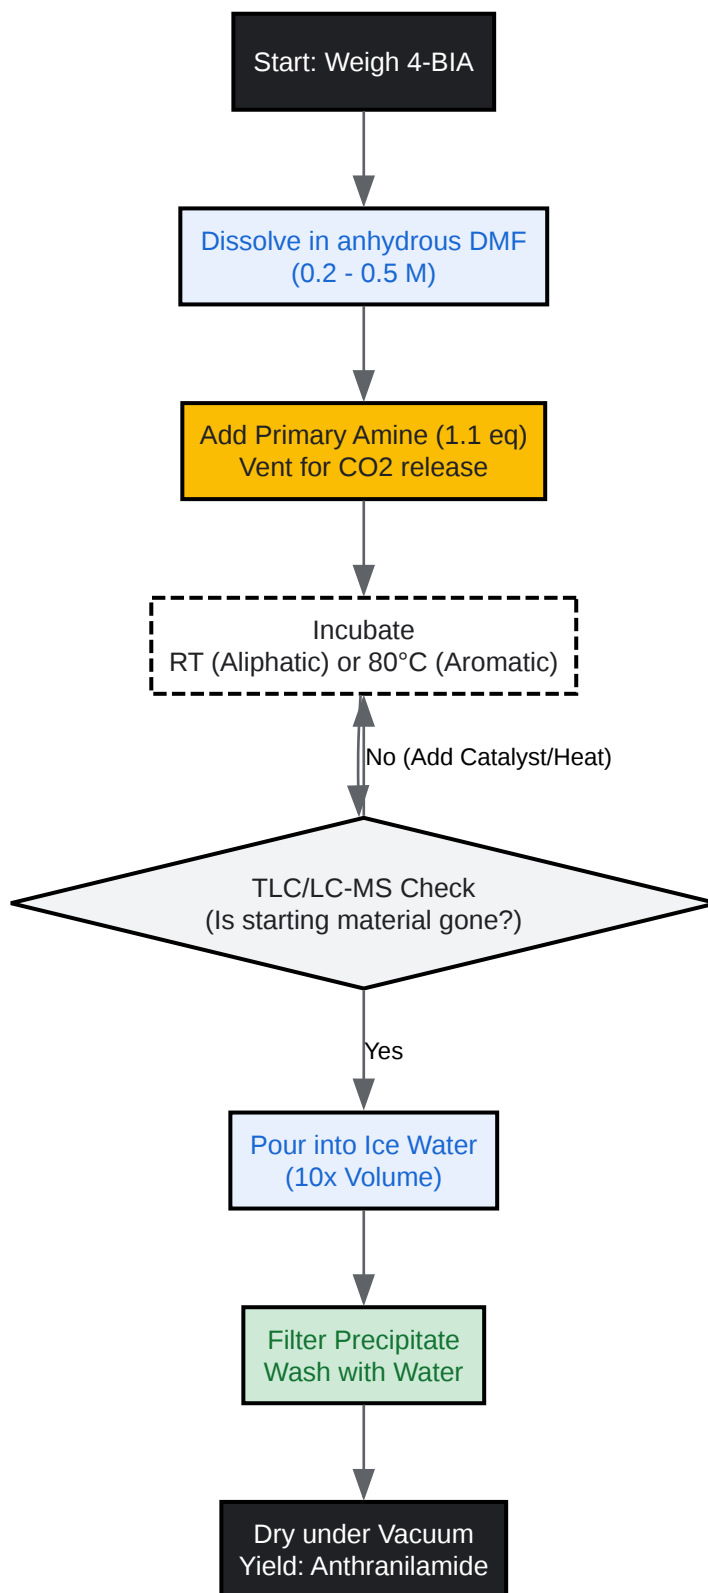 Start: Weigh 4-BIA
Dissolve in anhydrous DMF
(0.2 - 0.5 M)
Add Primary Amine (1.1 eq)
Vent for CO2 release
Incubate
RT (Aliphatic) or 80°C (Aromatic)
No (Add Catalyst/Heat)
TLC/LC-MS Check
(Is starting material gone?)
Yes
Pour into Ice Water
(10x Volume)
Filter Precipitate
Wash with Water
Dry under Vacuum
Yield: Anthranilamide